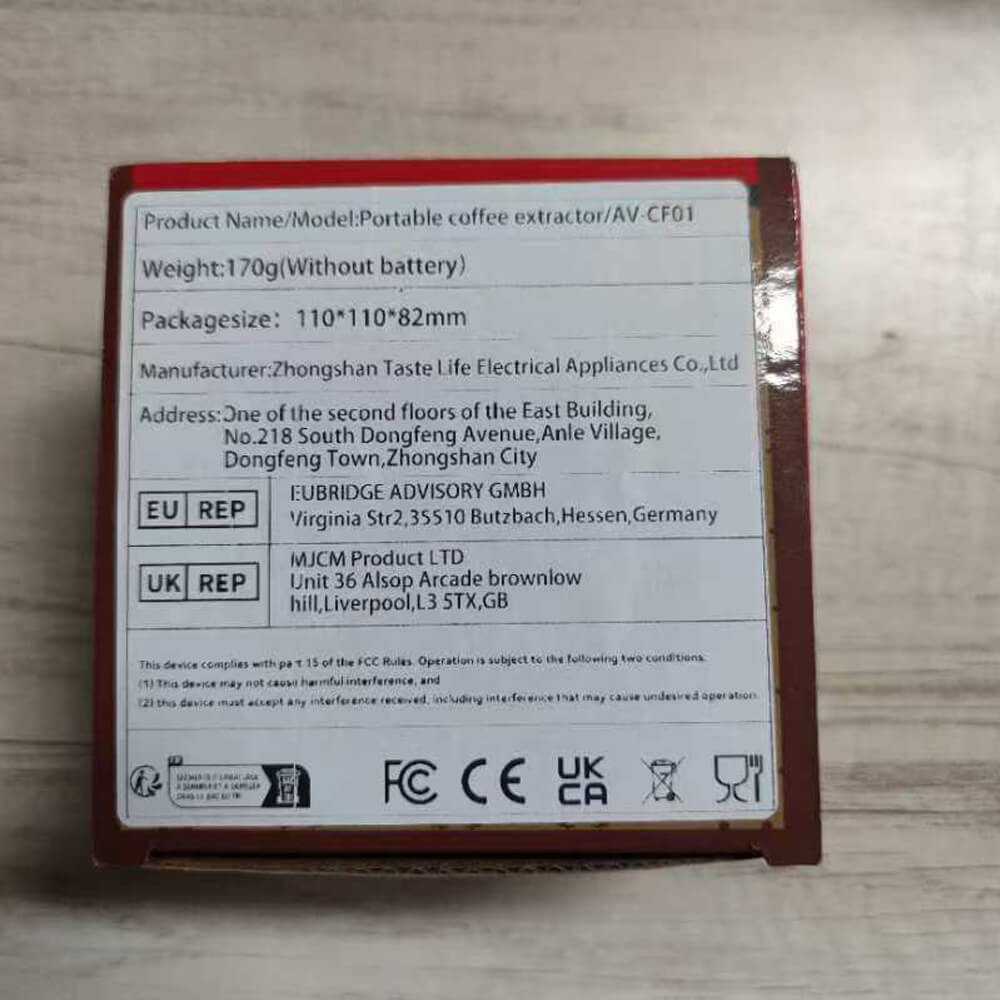 Product Name/Model:Portable coffee extractor/AV-CF01
Weight:170g(Without battery)
Packagesize: 110*110*82mm
Manufacturer:Zhongshan Taste Life Electrical Appliances Co.,Ltd
Address:One of the second floors of the East Building,
No.218 South Dongfeng Avenue,Anle Village,
Dongfeng Town,Zhongshan City
EU REP
EUBRIDGE ADVISORY GMBH
Virginia Str2,35510 Butzbach,Hessen,Germany
UK REP
MJCM Product LTD
Unit 36 Alsop Arcade brownlow
hill,Liverpool,L3 5TX,GB
This device complies with part 15 of the FCC Rules. Operation is subject to the following two conditions.
(1) This device may not cause harmful interference, and
(2) this device must accept any interference received, including interference that may cause undesired operation.
FC CE UK
CA